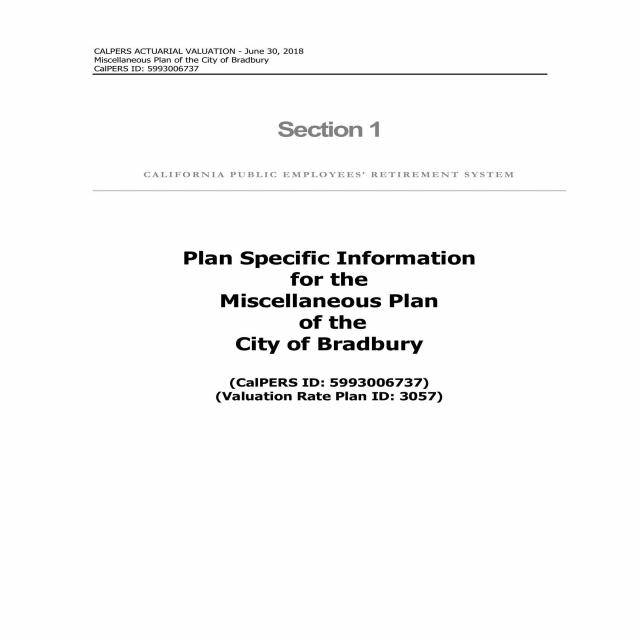 CALPERS ACTUARIAL VALUATION - June 30, 2018
Miscellaneous Plan of the City of Bradbury
CalPERS ID: 5993006737
Section 1
CALIFORNIA PUBLIC EMPLOYEES' RETIREMENT SYSTEM
Plan Specific Information
for the
Miscellaneous Plan
of the
City of Bradbury
(CalPERS ID: 5993006737)
(Valuation Rate Plan ID: 3057)